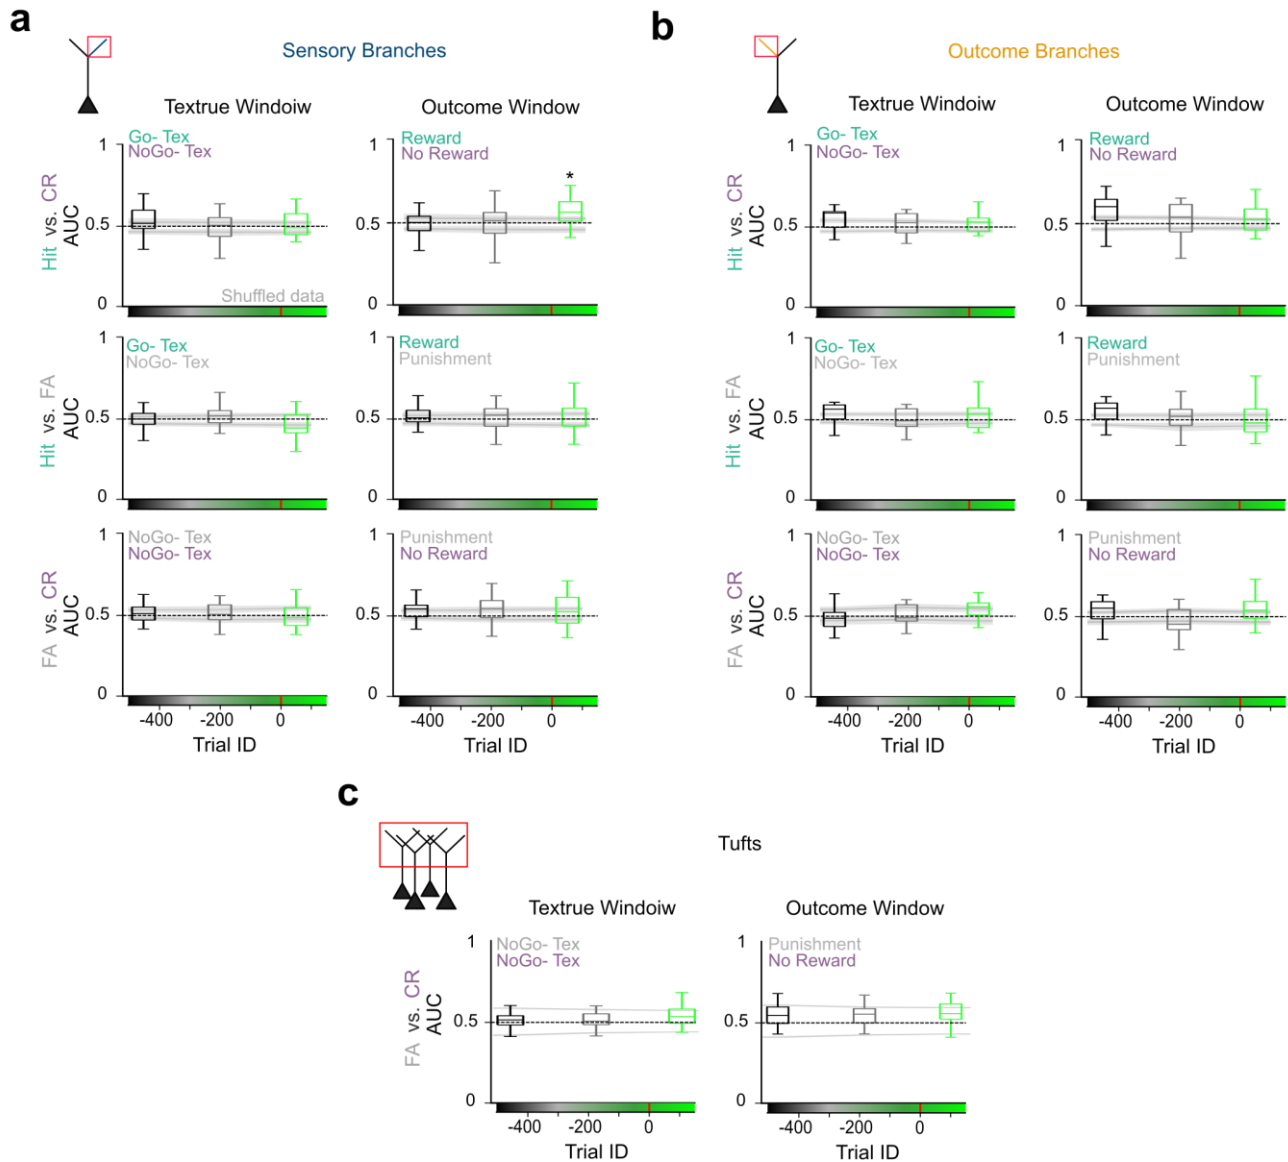 a
Sensory Branches
Textrue Windoiw
Outcome Window
Hit vs. CR
AUC
1
0.5
0
Go- Tex
NoGo- Tex
Shuffled data
1
0.5
0
Reward
No Reward
*
Hit vs. FA
AUC
1
0.5
0
Go- Tex
NoGo- Tex
1
0.5
0
Reward
Punishment
FA vs. CR
AUC
1
0.5
0
NoGo- Tex
NoGo- Tex
-400 -200 0
Trial ID
1
0.5
0
Punishment
No Reward
-400 -200 0
Trial ID
b
Outcome Branches
Textrue Windoiw
Outcome Window
Hit vs. CR
AUC
1
0.5
0
Go- Tex
NoGo- Tex
1
0.5
0
Reward
No Reward
Hit vs. FA
AUC
1
0.5
0
Go- Tex
NoGo- Tex
1
0.5
0
Reward
Punishment
FA vs. CR
AUC
1
0.5
0
NoGo- Tex
NoGo- Tex
-400 -200 0
Trial ID
1
0.5
0
Punishment
No Reward
-400 -200 0
Trial ID
c
Tufts
Textrue Windoiw
Outcome Window
FA vs. CR
AUC
1
0.5
0
NoGo- Tex
NoGo- Tex
-400 -200 0
Trial ID
1
0.5
0
Punishment
No Reward
-400 -200 0
Trial ID